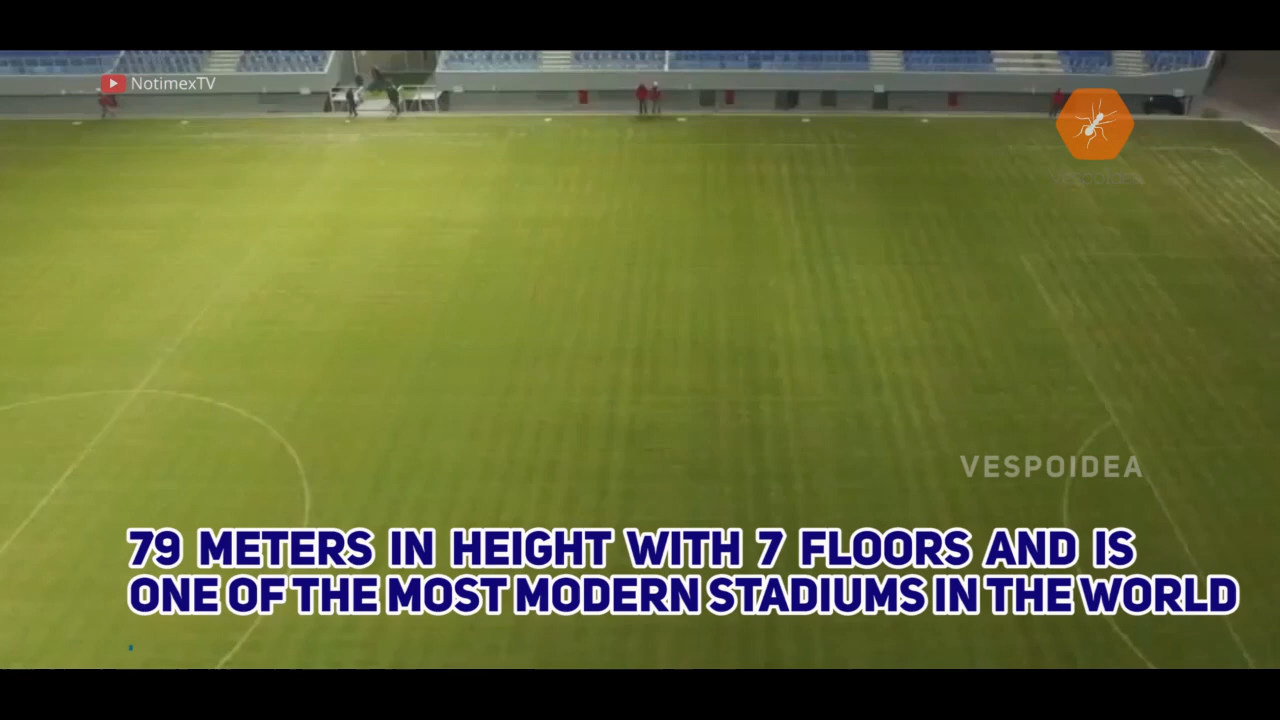 NotimexTV
VespOidea
VESPOIDEA
79 METERS IN HEIGHT WITH 7 FLOORS AND IS
ONE OF THE MOST MODERN STADIUMS IN THE WORLD